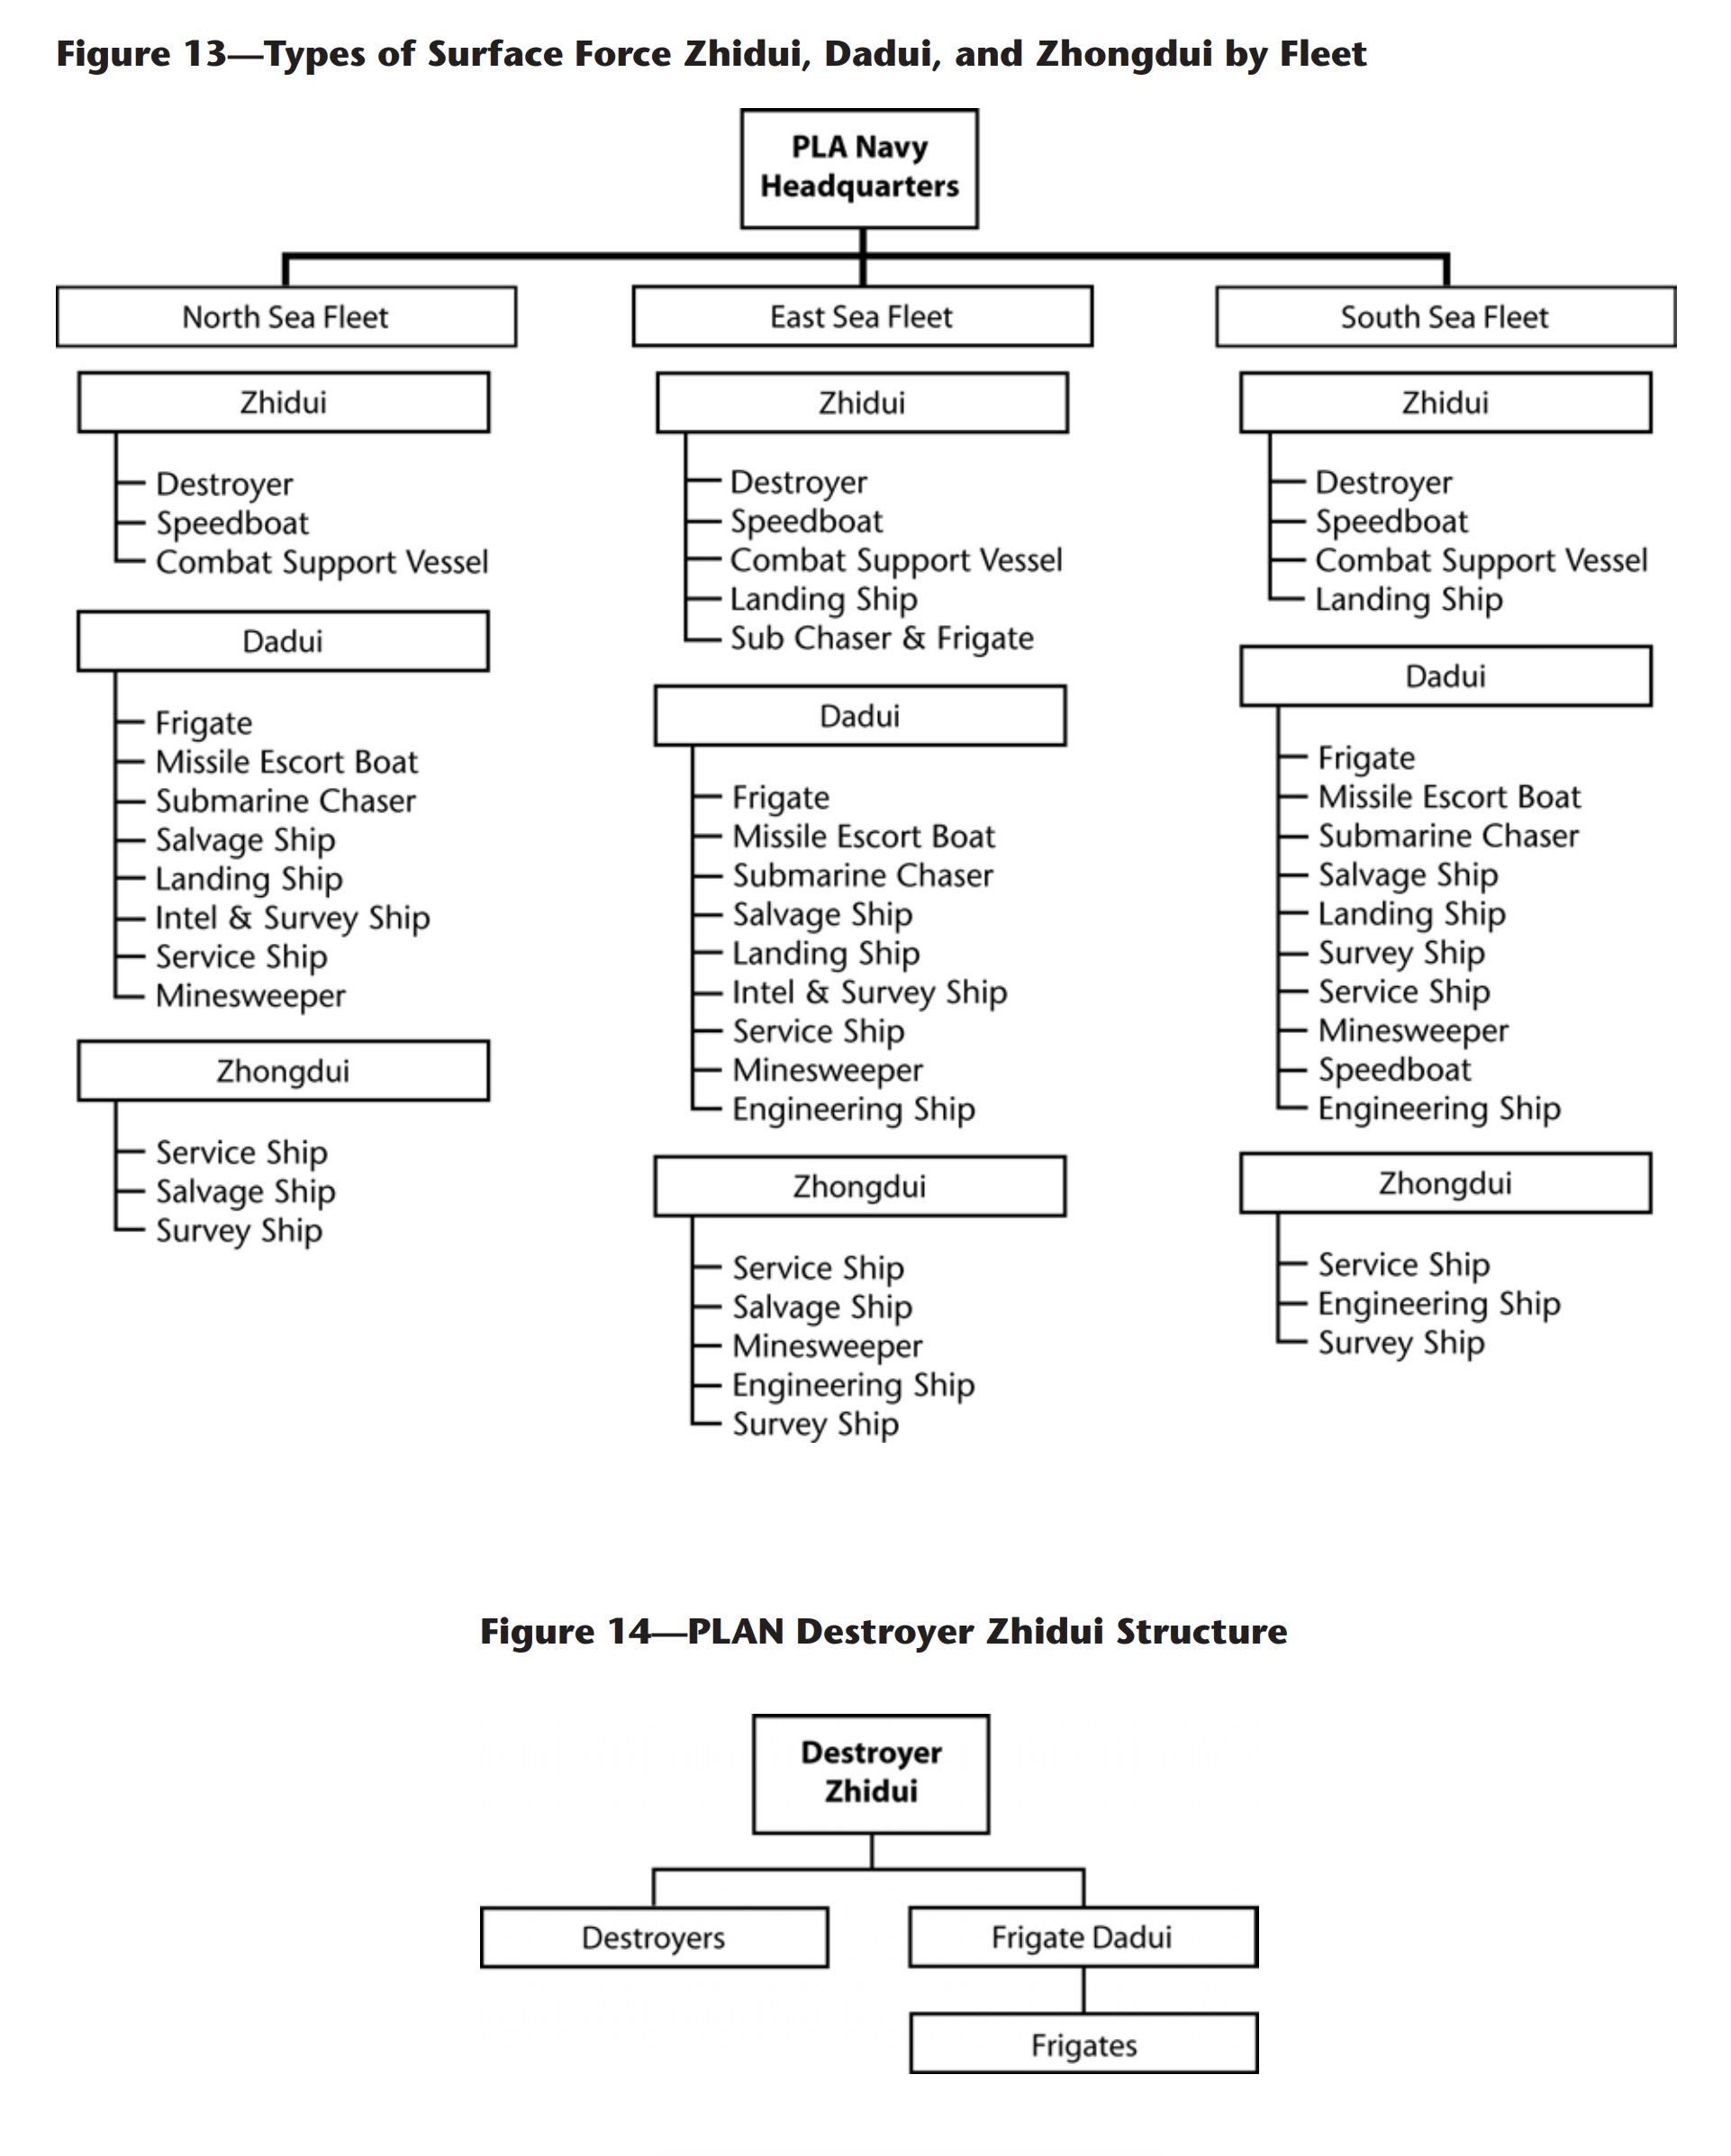 Figure 13—Types of Surface Force Zhidui, Dadui, and Zhongdui by Fleet
PLA Navy
Headquarters
North Sea Fleet
Zhidui
Destroyer
Speedboat
Combat Support Vessel
Dadui
Frigate
Missile Escort Boat
Submarine Chaser
Salvage Ship
Landing Ship
Intel & Survey Ship
Service Ship
Minesweeper
Zhongdui
Service Ship
Salvage Ship
Survey Ship
East Sea Fleet
Zhidui
Destroyer
Speedboat
Combat Support Vessel
Landing Ship
Sub Chaser & Frigate
Dadui
Frigate
Missile Escort Boat
Submarine Chaser
Salvage Ship
Landing Ship
Intel & Survey Ship
Service Ship
Minesweeper
Engineering Ship
Zhongdui
Service Ship
Salvage Ship
Minesweeper
Engineering Ship
Survey Ship
South Sea Fleet
Zhidui
Destroyer
Speedboat
Combat Support Vessel
Landing Ship
Dadui
Frigate
Missile Escort Boat
Submarine Chaser
Salvage Ship
Landing Ship
Survey Ship
Service Ship
Minesweeper
Speedboat
Engineering Ship
Zhongdui
Service Ship
Engineering Ship
Survey Ship
Figure 14—PLAN Destroyer Zhidui Structure
Destroyer
Zhidui
Destroyers
Frigate Dadui
Frigates